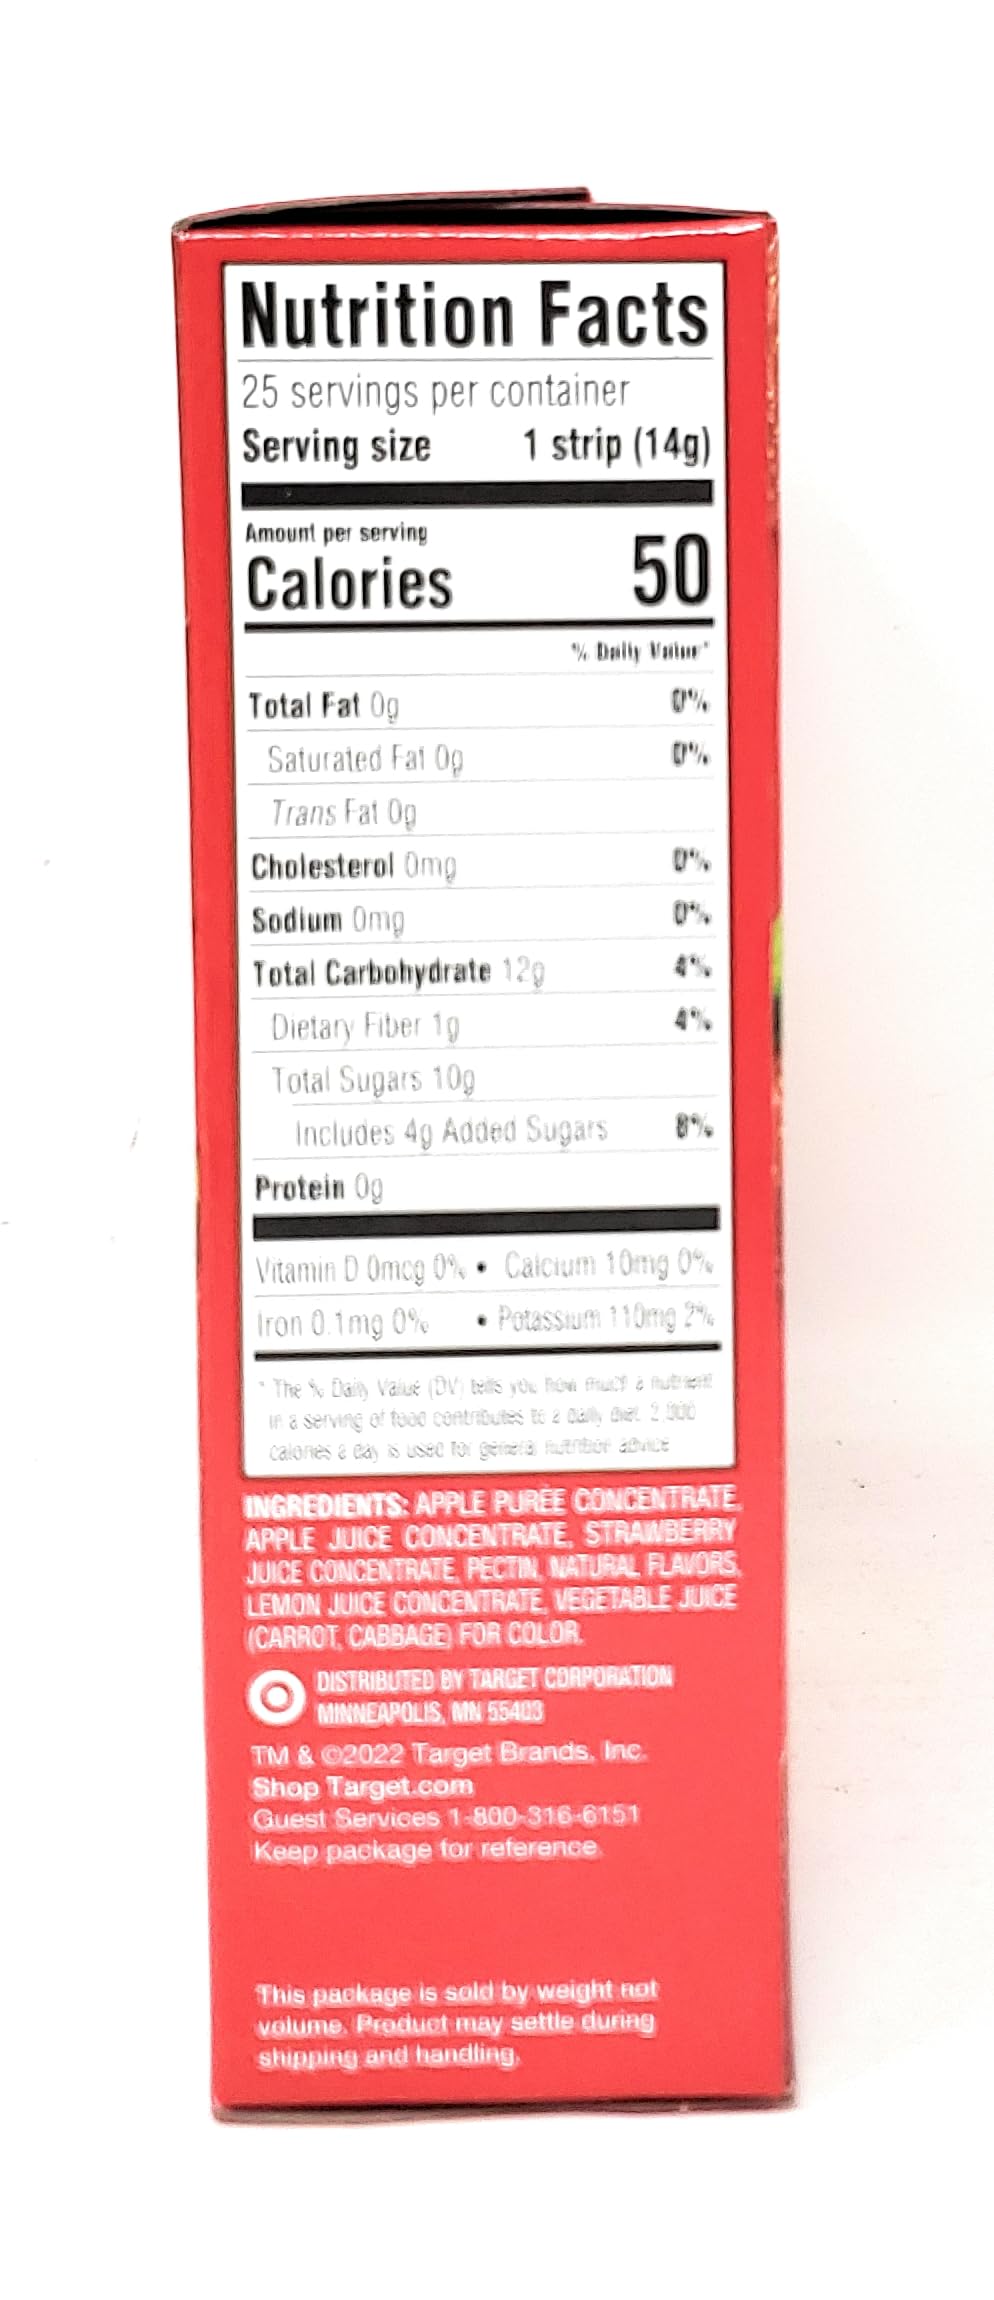 Nutrition Facts
25 servings per container
Serving size 1 strip (14g)
Amount per serving
Calories 50
% Daily Value*
Total Fat 0g 0%
Saturated Fat 0g 0%
Trans Fat 0g
Cholesterol 0mg 0%
Sodium 0mg 0%
Total Carbohydrate 12g 4%
Dietary Fiber 1g 4%
Total Sugars 10g
Includes 4g Added Sugars 8%
Protein 0g
Vitamin D 0mcg 0% • Calcium 10mg 0%
Iron 0.1mg 0% • Potassium 110mg 2%
* The % Daily Value (DV) tells you how much a nutrient
in a serving of food contributes to a daily diet. 2,000
calories a day is used for general nutrition advice
INGREDIENTS: APPLE PURÉE CONCENTRATE,
APPLE JUICE CONCENTRATE, STRAWBERRY
JUICE CONCENTRATE, PECTIN, NATURAL FLAVORS,
LEMON JUICE CONCENTRATE, VEGETABLE JUICE
(CARROT, CABBAGE) FOR COLOR.
DISTRIBUTED BY TARGET CORPORATION
MINNEAPOLIS, MN 55403
TM & ©2022 Target Brands, Inc.
Shop Target.com
Guest Services 1-800-316-6151
Keep package for reference.
This package is sold by weight not
volume. Product may settle during
shipping and handling.